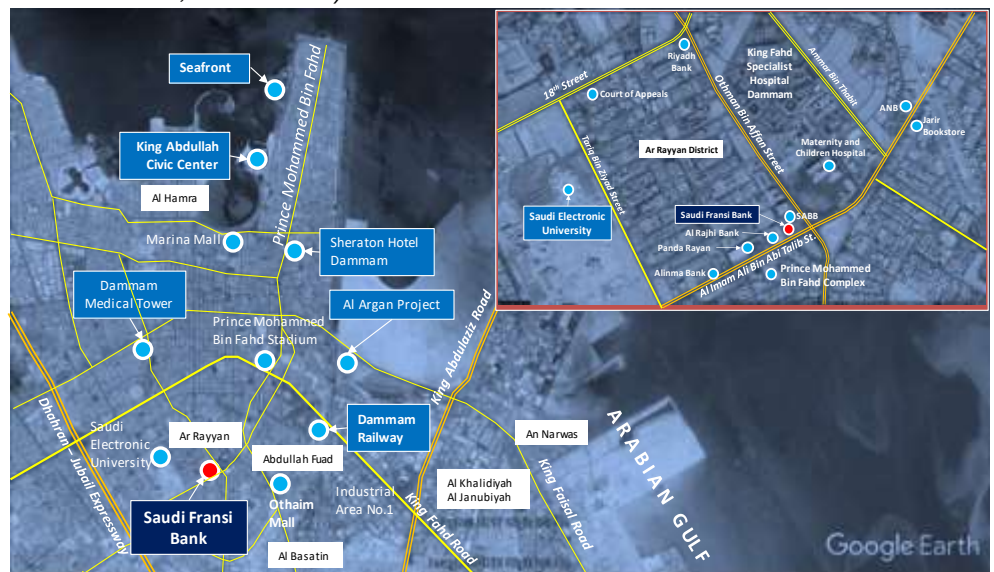 Seafront
King Abdullah
Civic Center
Al Hamra
Prince Mohammed Bin Fahd
Marina Mall
Sheraton Hotel
Dammam
Dammam
Medical Tower
Prince Mohammed
Bin Fahd Stadium
Al Argan Project
King Abdulaziz Road
Dhahran – Jubail Expressway
Saudi
Electronic
University
Ar Rayyan
Dammam
Railway
Abdullah Fuad
An Narwas
Al Khalidiyah
Al Janubiyah
Othaim
Mall
Industrial
Area No.1
King Fahd Road
King Faisal Road
ARABIAN GULF
Saudi Fransi
Bank
Al Basatin
Google Earth
18th Street
Riyadh
Bank
King Fahd
Specialist
Hospital
Dammam
Ammar Bin Thabit
Court of Appeals
Othman Bin Affan Street
ANB
Jarir
Bookstore
Tariq Bin Ziyad Street
Ar Rayyan District
Maternity and
Children Hospital
Saudi Electronic
University
Saudi Fransi Bank
SABB
Al Rajhi Bank
Panda Rayan
Al Imam Ali Bin Abi Talib St.
Alinma Bank
Prince Mohammed
Bin Fahd Complex